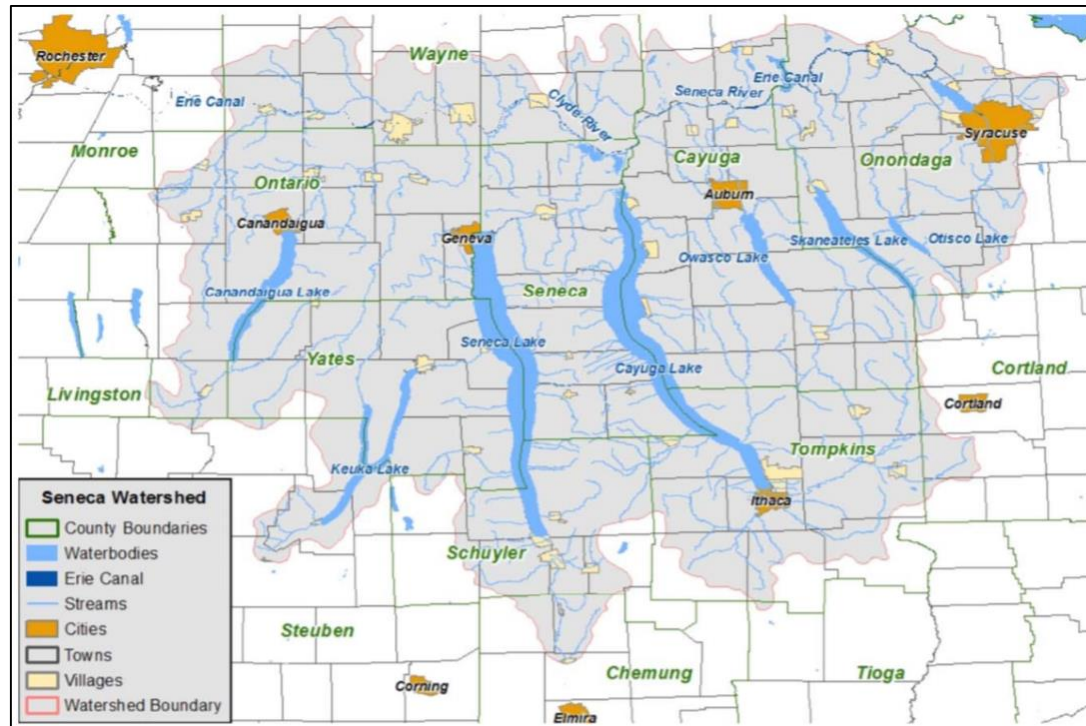 Rochester
Wayne
Erie Canal
Erie Canal
Seneca River
Clyde River
Syracuse
Monroe
Cayuga
Onondaga
Ontario
Auburn
Canandaigua
Geneva
Skaneateles Lake
Otisco Lake
Owasco Lake
Canandaigua Lake
Seneca
Seneca Lake
Yates
Cayuga Lake
Cortland
Livingston
Cortland
Tompkins
Keuka Lake
Ithaca
Seneca Watershed
County Boundaries
Waterbodies
Erie Canal
Streams
Cities
Towns
Villages
Watershed Boundary
Schuyler
Steuben
Chemung
Tioga
Corning
Elmira